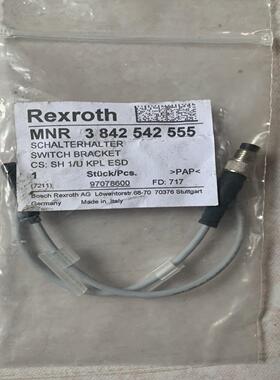 Rexroth
MNR 3 842 542 555
SCHALTERHALTER
SWITCH BRACKET
CS: SH 1/U KPL ESD
1 Stück/Pcs. >PAP<
(7211) 97078600 FD: 717
Bosch Rexroth AG Löwentorstr.68-70 70376 Stuttgart
Germany Made in Italy